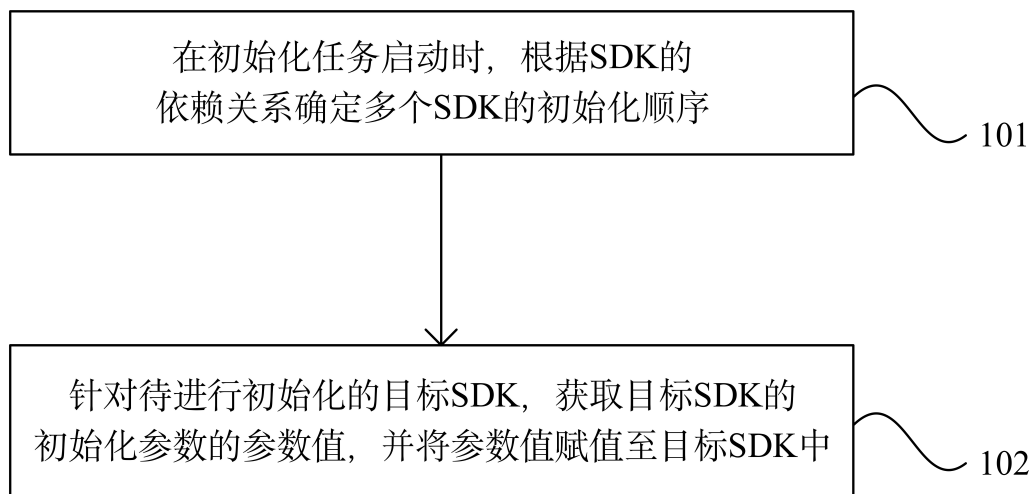 在初始化任务启动时，根据SDK的
依赖关系确定多个SDK的初始化顺序
101
针对待进行初始化的目标SDK，获取目标SDK的
初始化参数的参数值，并将参数值赋值至目标SDK中
102